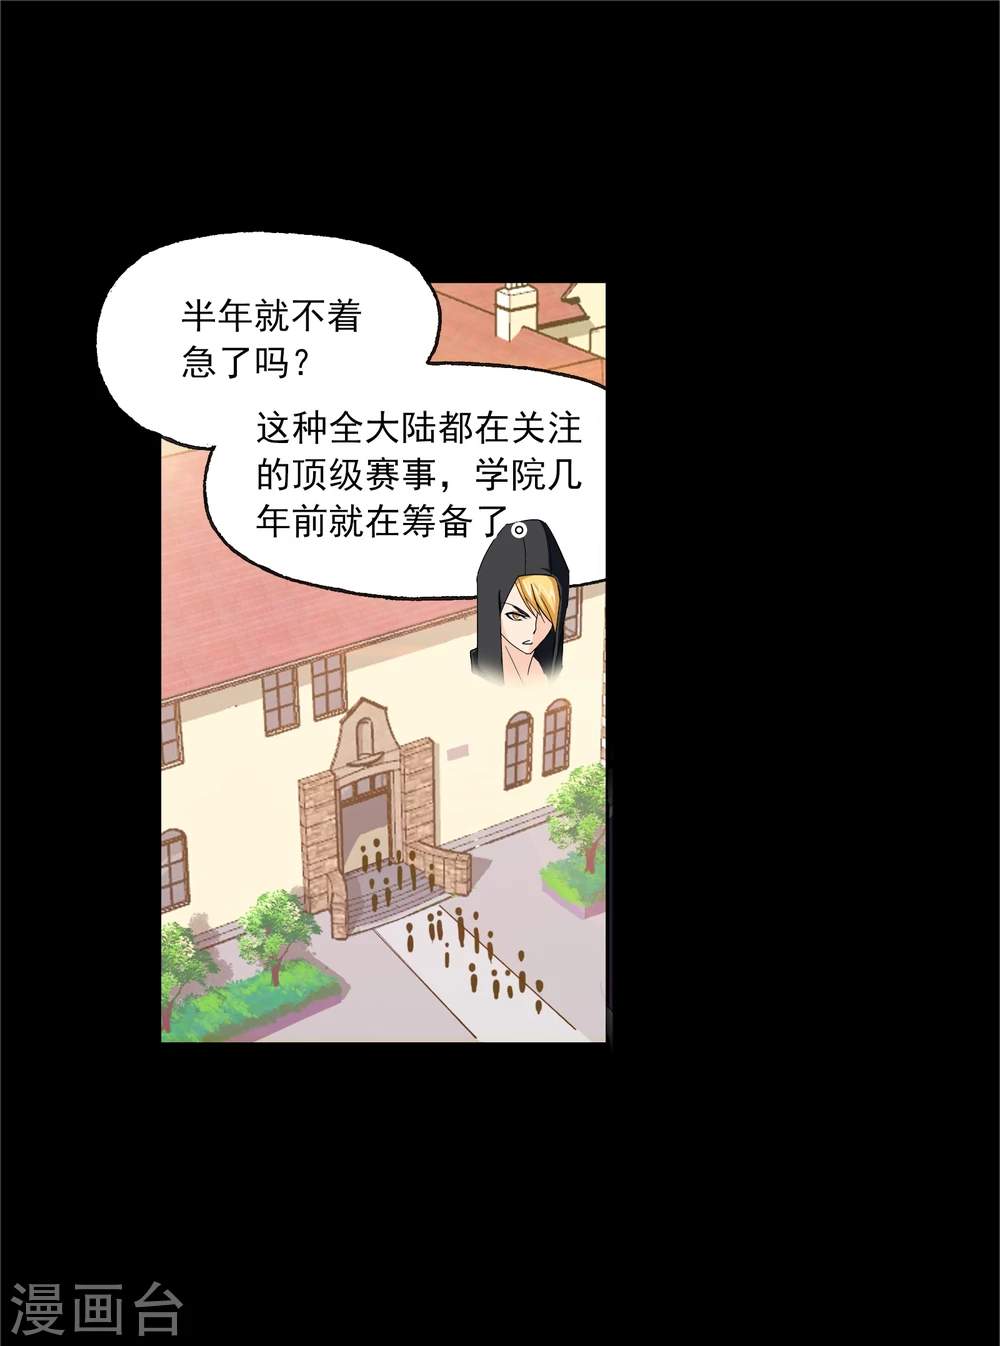 半年就不着
急了吗？
这种全大陆都在关注
的顶级赛事，学院几
年前就在筹备了。
漫画台